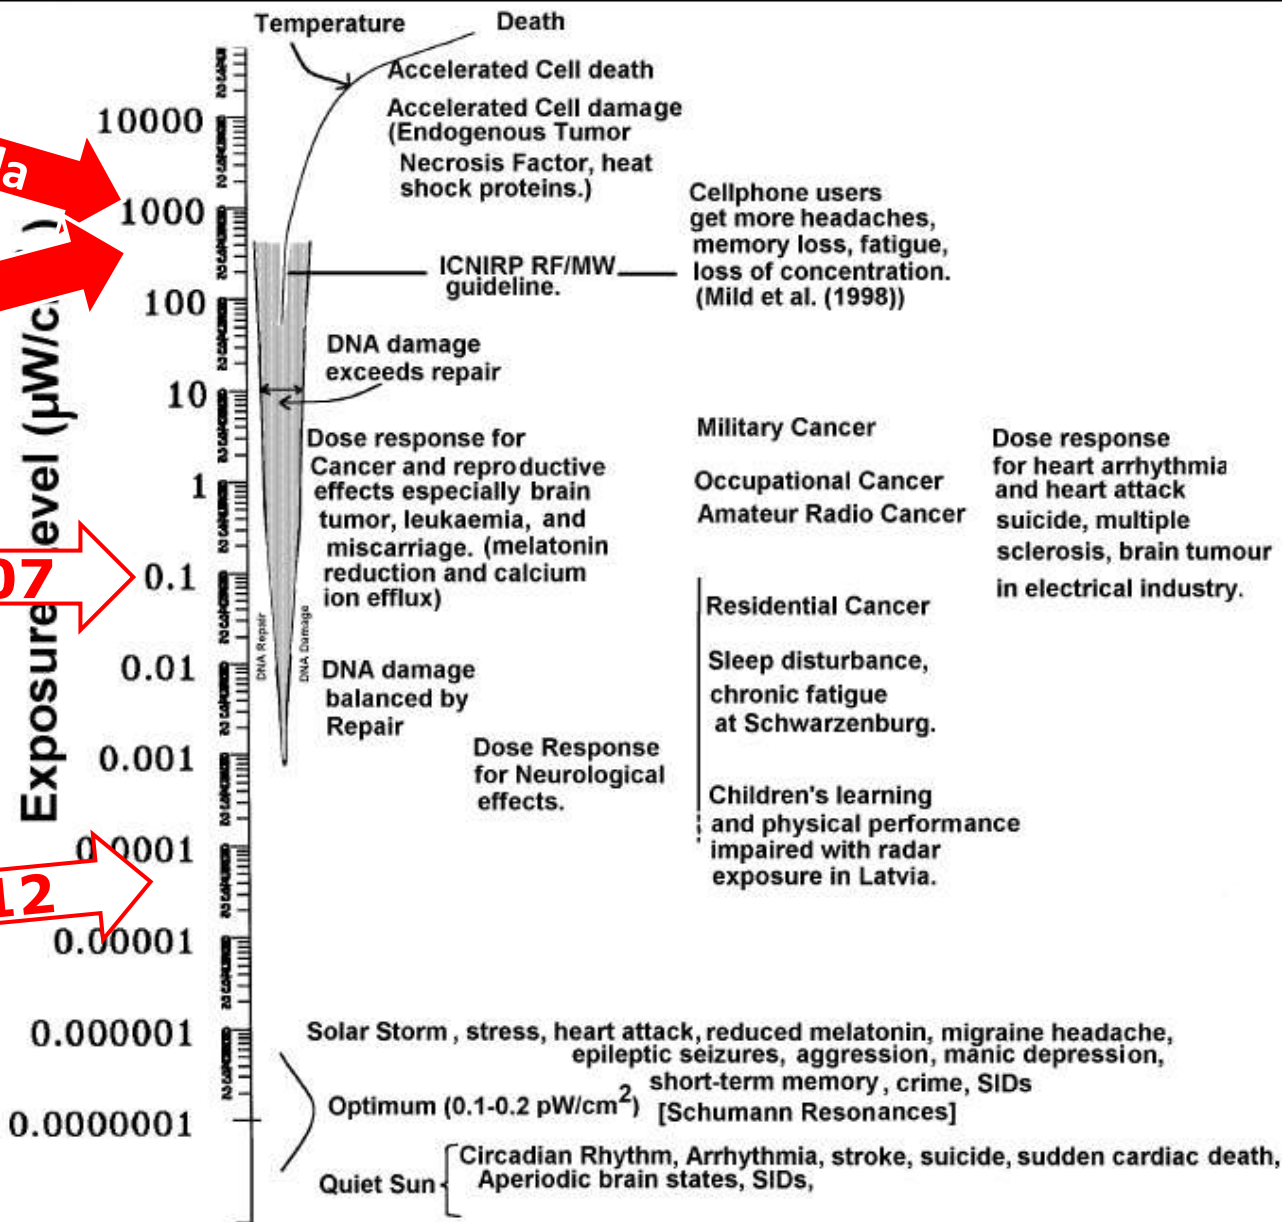 Temperature
Death
Accelerated Cell death
Accelerated Cell damage
(Endogenous Tumor
Necrosis Factor, heat
shock proteins.)
Cellphone users
get more headaches,
memory loss, fatigue,
loss of concentration.
(Mild et al. (1998))
ICNIRP RF/MW
guideline.
DNA damage
exceeds repair
Dose response for
Cancer and reproductive
effects especially brain
tumor, leukaemia, and
miscarriage. (melatonin
reduction and calcium
ion efflux)
Military Cancer
Occupational Cancer
Amateur Radio Cancer
Dose response
for heart arrhythmia
and heart attack
suicide, multiple
sclerosis, brain tumour
in electrical industry.
Residential Cancer
Sleep disturbance,
chronic fatigue
at Schwarzenburg.
DNA Repair
DNA Damage
DNA damage
balanced by
Repair
Dose Response
for Neurological
effects.
Children's learning
and physical performance
impaired with radar
exposure in Latvia.
Solar Storm, stress, heart attack, reduced melatonin, migraine headache,
epileptic seizures, aggression, manic depression,
short-term memory, crime, SIDs
Optimum (0.1-0.2 pW/cm²) [Schumann Resonances]
Quiet Sun
Circadian Rhythm, Arrhythmia, stroke, suicide, sudden cardiac death,
Aperiodic brain states, SIDs,
10000
1000
100
10
1
0.1
0.01
0.001
0.0001
0.00001
0.000001
0.0000001
Exposure level (µW/c
la
07
12